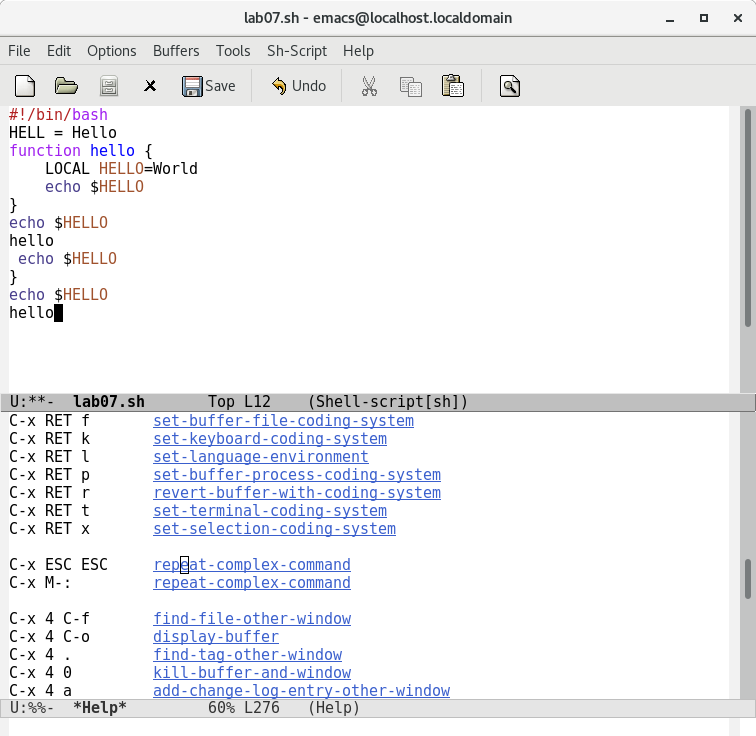 lab07.sh - emacs@localhost.localdomain
File Edit Options Buffers Tools Sh-Script Help
Save Undo
#!/bin/bash
HELL = Hello
function hello {
    LOCAL HELLO=World
    echo $HELLO
}
echo $HELLO
hello
 echo $HELLO
}
echo $HELLO
hello
U:**-  lab07.sh       Top L12    (Shell-script[sh])
C-x RET f       set-buffer-file-coding-system
C-x RET k       set-keyboard-coding-system
C-x RET l       set-language-environment
C-x RET p       set-buffer-process-coding-system
C-x RET r       revert-buffer-with-coding-system
C-x RET t       set-terminal-coding-system
C-x RET x       set-selection-coding-system
C-x ESC ESC     repeat-complex-command
C-x M-:         repeat-complex-command
C-x 4 C-f       find-file-other-window
C-x 4 C-o       display-buffer
C-x 4 .         find-tag-other-window
C-x 4 0         kill-buffer-and-window
C-x 4 a         add-change-log-entry-other-window
U:%%-  *Help*         60% L276   (Help)